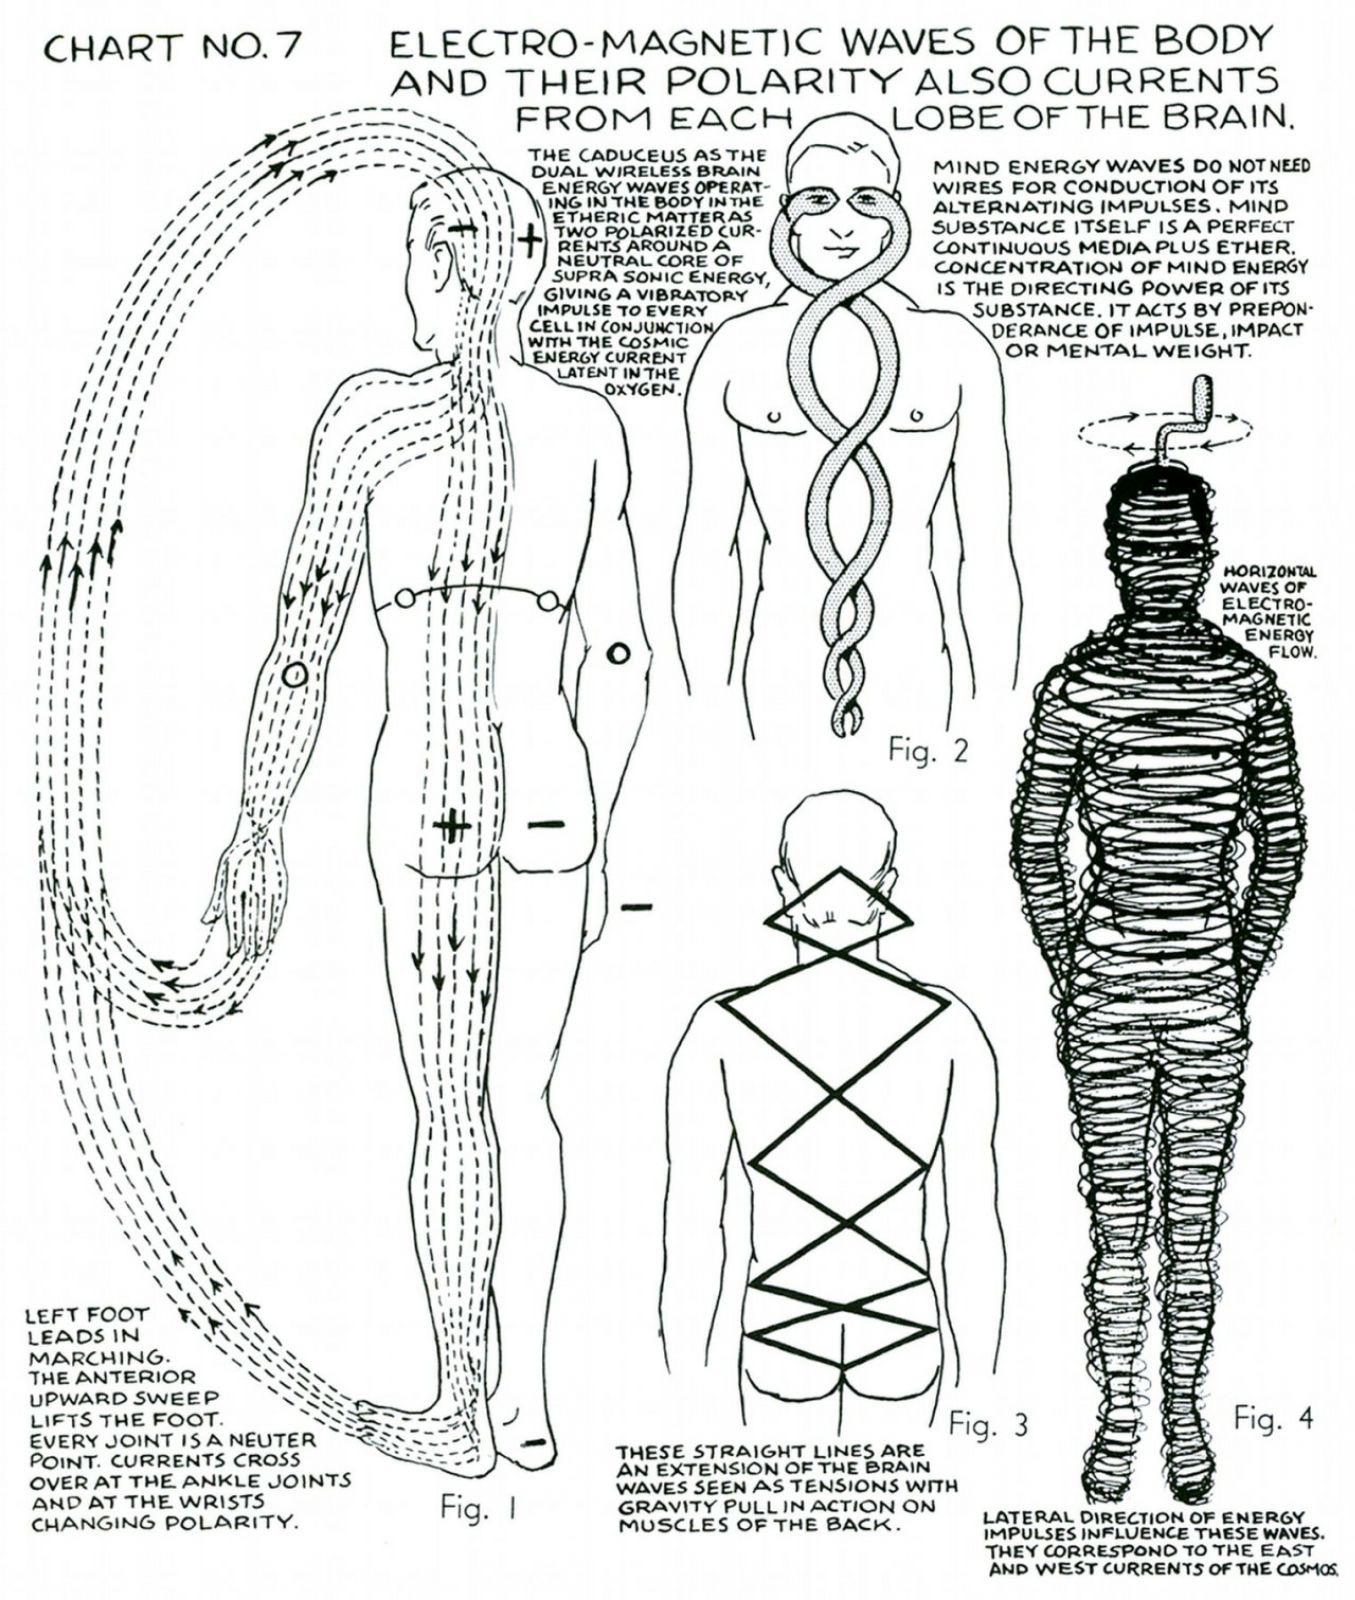 CHART NO. 7
ELECTRO-MAGNETIC WAVES OF THE BODY
AND THEIR POLARITY ALSO CURRENTS
FROM EACH LOBE OF THE BRAIN.
THE CADUCEUS AS THE
DUAL WIRELESS BRAIN
ENERGY WAVES OPERAT-
ING IN THE BODY IN THE
ETHERIC MATTER AS
TWO POLARIZED CUR-
RENTS AROUND A
NEUTRAL CORE OF
SUPRA SONIC ENERGY,
GIVING A VIBRATORY
IMPULSE TO EVERY
CELL IN CONJUNCTION
WITH THE COSMIC
ENERGY CURRENT
LATENT IN THE
OXYGEN.
MIND ENERGY WAVES DO NOT NEED
WIRES FOR CONDUCTION OF ITS
ALTERNATING IMPULSES. MIND
SUBSTANCE ITSELF IS A PERFECT
CONTINUOUS MEDIA PLUS ETHER.
CONCENTRATION OF MIND ENERGY
IS THE DIRECTING POWER OF ITS
SUBSTANCE. IT ACTS BY PREPON-
DERANCE OF IMPULSE, IMPACT
OR MENTAL WEIGHT.
− +
+ −
−
−
Fig. 2
HORIZONTAL
WAVES OF
ELECTRO-
MAGNETIC
ENERGY
FLOW.
LEFT FOOT
LEADS IN
MARCHING.
THE ANTERIOR
UPWARD SWEEP
LIFTS THE FOOT.
EVERY JOINT IS A NEUTER
POINT. CURRENTS CROSS
OVER AT THE ANKLE JOINTS
AND AT THE WRISTS
CHANGING POLARITY.
Fig. 1
Fig. 3
THESE STRAIGHT LINES ARE
AN EXTENSION OF THE BRAIN
WAVES SEEN AS TENSIONS WITH
GRAVITY PULL IN ACTION ON
MUSCLES OF THE BACK.
Fig. 4
LATERAL DIRECTION OF ENERGY
IMPULSES INFLUENCE THESE WAVES.
THEY CORRESPOND TO THE EAST
AND WEST CURRENTS OF THE COSMOS.